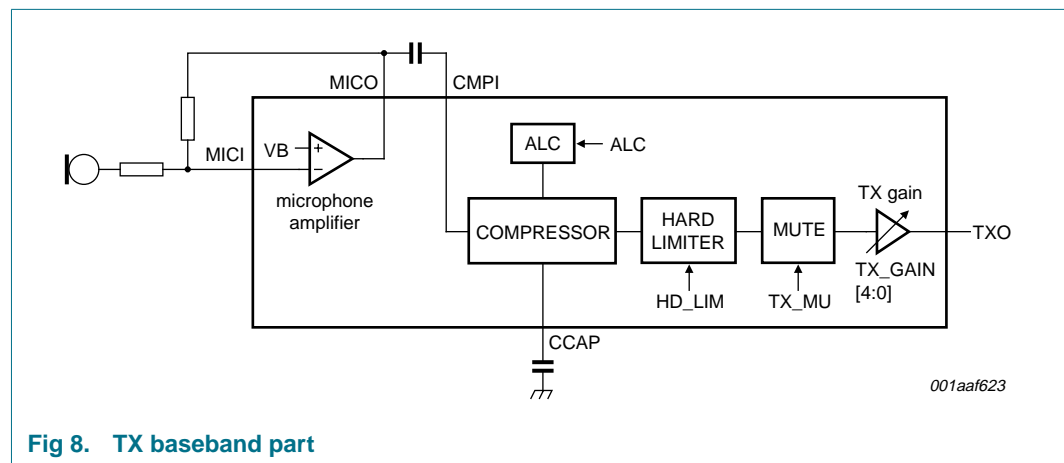 MICO
CMPI
MICI
VB
+
−
microphone
amplifier
ALC
ALC
COMPRESSOR
HARD
LIMITER
HD_LIM
MUTE
TX_MU
TX gain
TX_GAIN
[4:0]
TXO
CCAP
001aaf623
Fig 8. TX baseband part